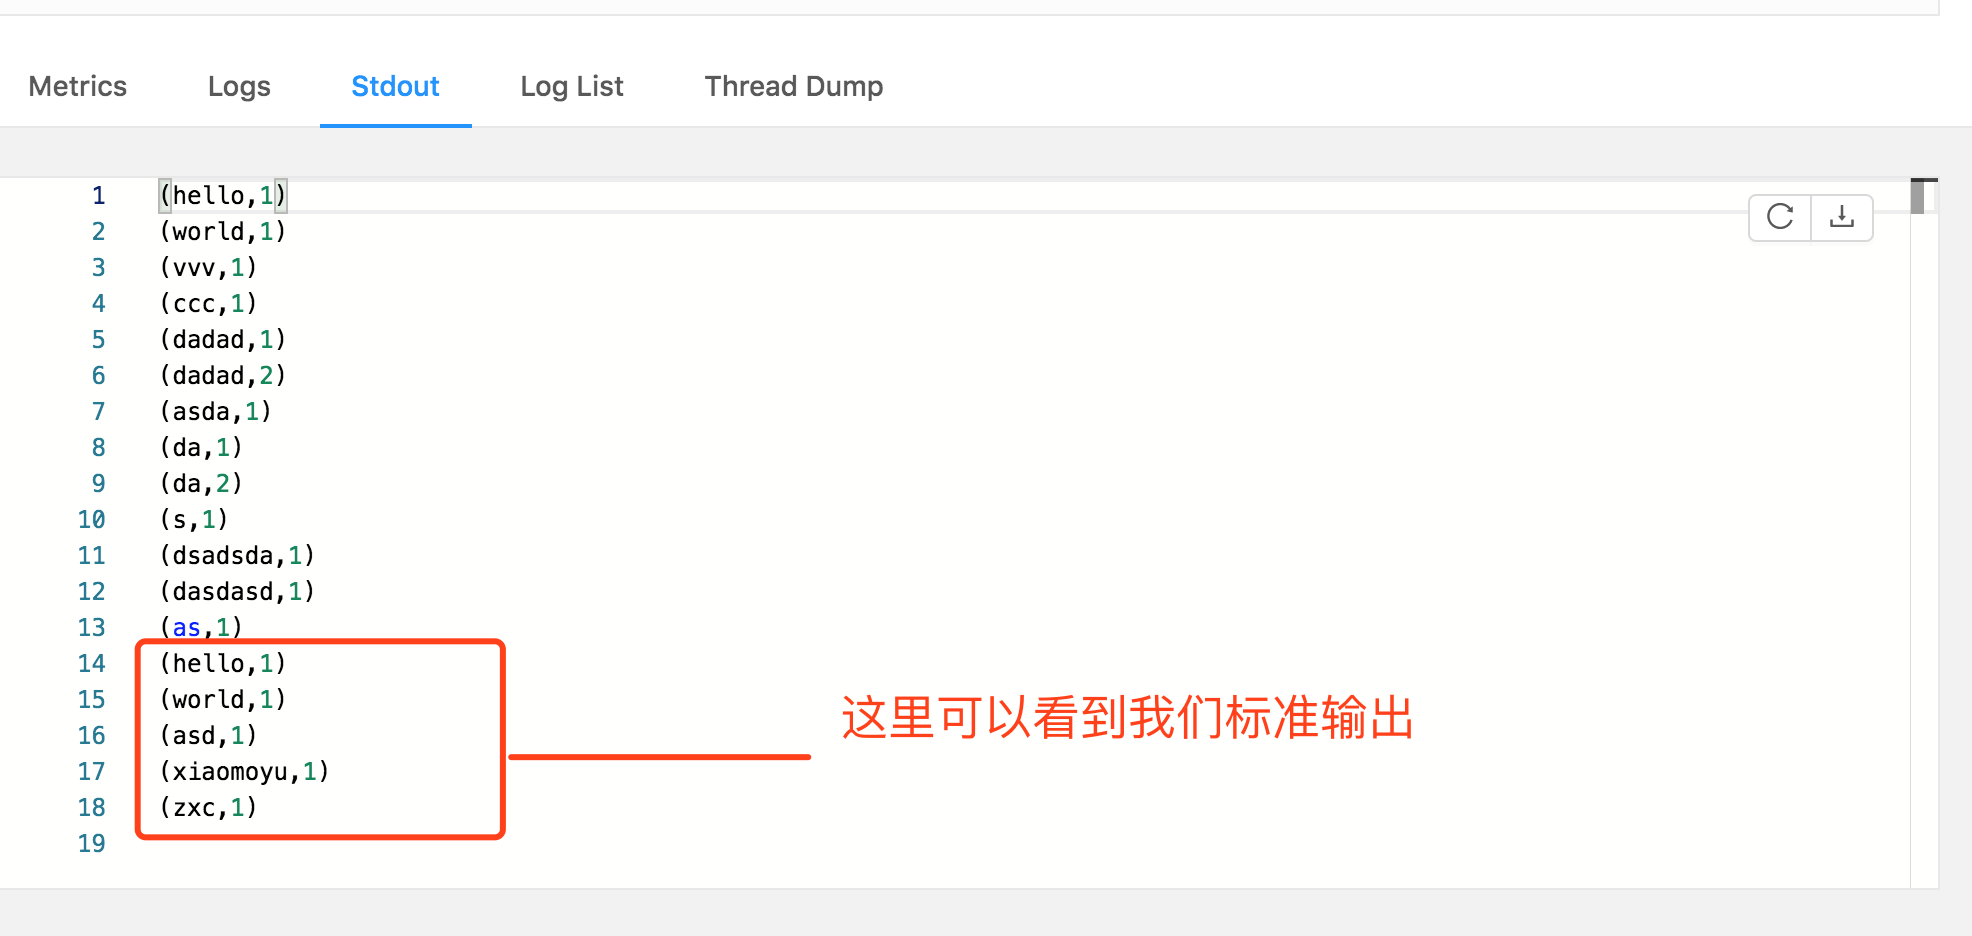 Metrics Logs Stdout Log List Thread Dump
1 (hello,1)
2 (world,1)
3 (vvv,1)
4 (ccc,1)
5 (dadad,1)
6 (dadad,2)
7 (asda,1)
8 (da,1)
9 (da,2)
10 (s,1)
11 (dsadsda,1)
12 (dasdasd,1)
13 (as,1)
14 (hello,1)
15 (world,1)
16 (asd,1)
17 (xiaomoyu,1)
18 (zxc,1)
19
这里可以看到我们标准输出